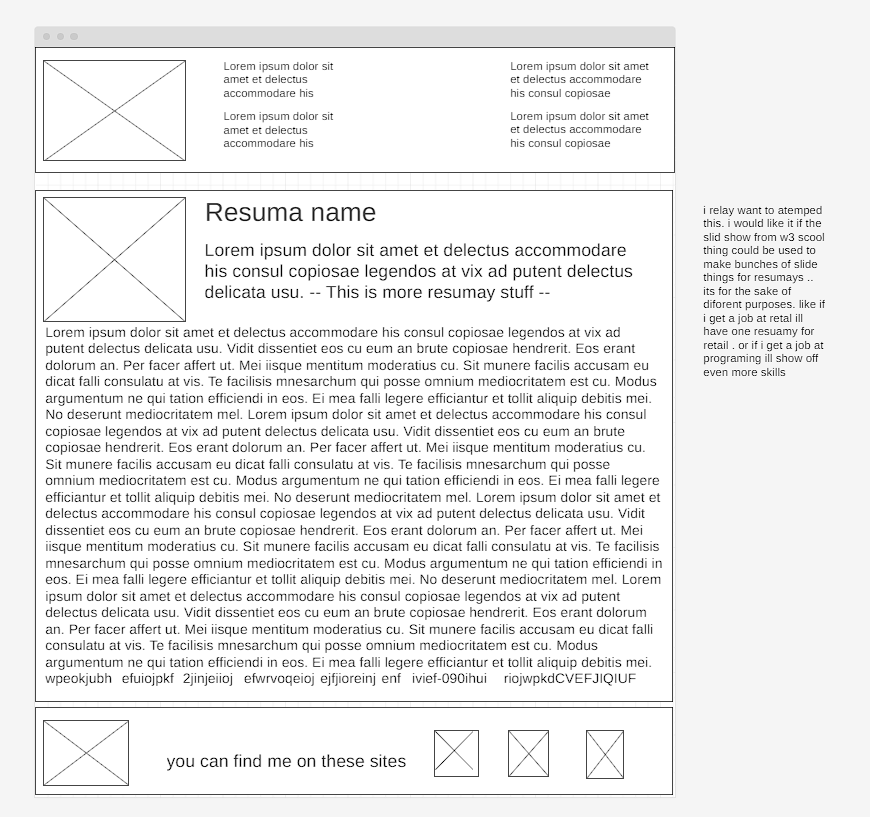 Lorem ipsum dolor sit
amet et delectus
accommodare his
Lorem ipsum dolor sit
amet et delectus
accommodare his
Lorem ipsum dolor sit amet
et delectus accommodare
his consul copiosae
Lorem ipsum dolor sit amet
et delectus accommodare
his consul copiosae
Resuma name
Lorem ipsum dolor sit amet et delectus accommodare
his consul copiosae legendos at vix ad putent delectus
delicata usu. -- This is more resumay stuff --
Lorem ipsum dolor sit amet et delectus accommodare his consul copiosae legendos at vix ad
putent delectus delicata usu. Vidit dissentiet eos cu eum an brute copiosae hendrerit. Eos erant
dolorum an. Per facer affert ut. Mei iisque mentitum moderatius cu. Sit munere facilis accusam eu
dicat falli consulatu at vis. Te facilisis mnesarchum qui posse omnium mediocritatem est cu. Modus
argumentum ne qui tation efficiendi in eos. Ei mea falli legere efficiantur et tollit aliquip debitis mei.
No deserunt mediocritatem mel. Lorem ipsum dolor sit amet et delectus accommodare his consul
copiosae legendos at vix ad putent delectus delicata usu. Vidit dissentiet eos cu eum an brute
copiosae hendrerit. Eos erant dolorum an. Per facer affert ut. Mei iisque mentitum moderatius cu.
Sit munere facilis accusam eu dicat falli consulatu at vis. Te facilisis mnesarchum qui posse
omnium mediocritatem est cu. Modus argumentum ne qui tation efficiendi in eos. Ei mea falli legere
efficiantur et tollit aliquip debitis mei. No deserunt mediocritatem mel. Lorem ipsum dolor sit amet et
delectus accommodare his consul copiosae legendos at vix ad putent delectus delicata usu. Vidit
dissentiet eos cu eum an brute copiosae hendrerit. Eos erant dolorum an. Per facer affert ut. Mei
iisque mentitum moderatius cu. Sit munere facilis accusam eu dicat falli consulatu at vis. Te facilisis
mnesarchum qui posse omnium mediocritatem est cu. Modus argumentum ne qui tation efficiendi in
eos. Ei mea falli legere efficiantur et tollit aliquip debitis mei. No deserunt mediocritatem mel. Lorem
ipsum dolor sit amet et delectus accommodare his consul copiosae legendos at vix ad putent
delectus delicata usu. Vidit dissentiet eos cu eum an brute copiosae hendrerit. Eos erant dolorum
an. Per facer affert ut. Mei iisque mentitum moderatius cu. Sit munere facilis accusam eu dicat falli
consulatu at vis. Te facilisis mnesarchum qui posse omnium mediocritatem est cu. Modus
argumentum ne qui tation efficiendi in eos. Ei mea falli legere efficiantur et tollit aliquip debitis mei.
wpeokjubh efuiojpkf 2jinjeiioj efwrvoqeioj ejfjioreinj enf ivief-090ihui riojwpkdCVEFJIQIUF
you can find me on these sites
i relay want to atemped
this. i would like it if the
slid show from w3 scool
thing could be used to
make bunches of slide
things for resumays ..
its for the sake of
diforent purposes. like if
i get a job at retal ill
have one resuamy for
retail . or if i get a job at
programing ill show off
even more skills